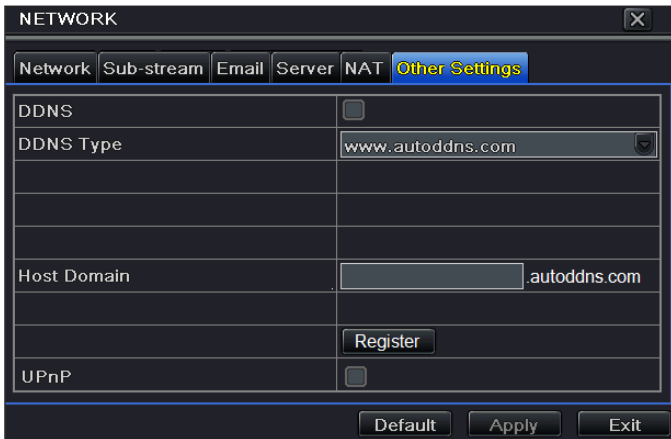 NETWORK
Network Sub-stream Email Server NAT Other Settings
DDNS
DDNS Type www.autoddns.com
Host Domain .autoddns.com
Register
UPnP
Default Apply Exit